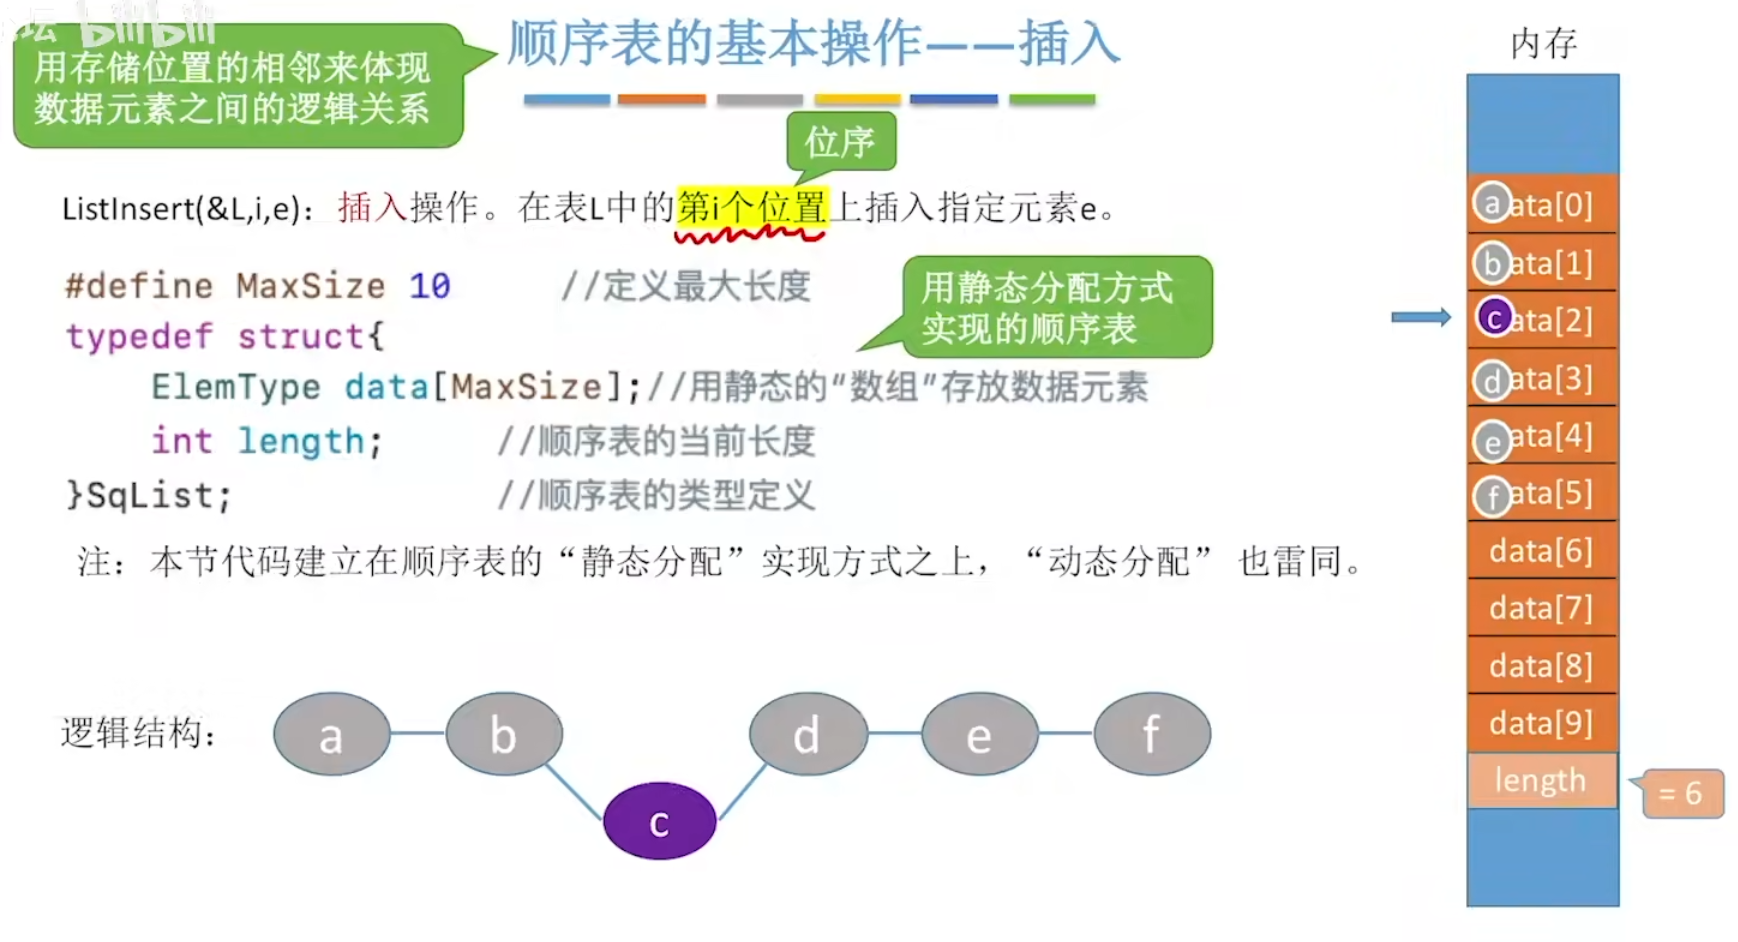 坛 bilibili
用存储位置的相邻来体现
数据元素之间的逻辑关系
顺序表的基本操作——插入
位序
ListInsert(&L,i,e)：插入操作。在表L中的第i个位置上插入指定元素e。
#define MaxSize 10 //定义最大长度
typedef struct{
ElemType data[MaxSize];//用静态的“数组”存放数据元素
int length; //顺序表的当前长度
}SqList; //顺序表的类型定义
用静态分配方式
实现的顺序表
注：本节代码建立在顺序表的“静态分配”实现方式之上，“动态分配”也雷同。
逻辑结构：
a b d e f
c
内存
a ata[0]
b ata[1]
c ata[2]
d ata[3]
e ata[4]
f ata[5]
data[6]
data[7]
data[8]
data[9]
length
= 6